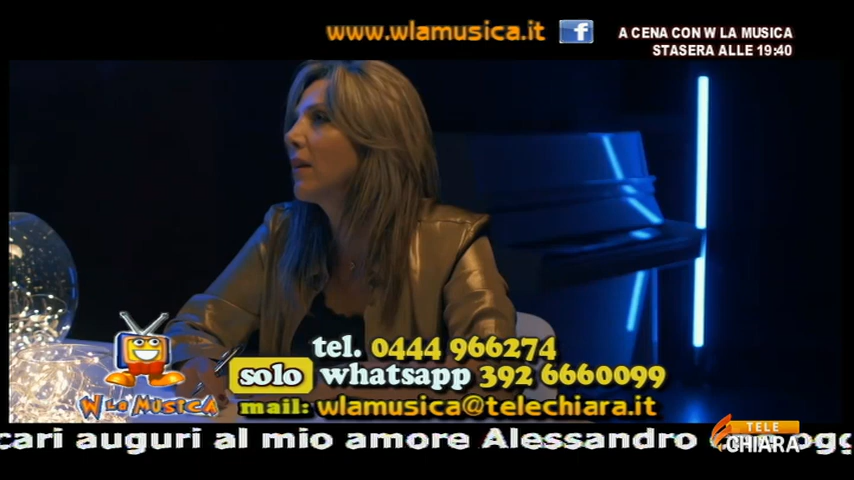 www.wlamusica.it
f
A CENA CON W LA MUSICA
STASERA ALLE 19:40
tel. 0444 966274
solo whatsapp 392 6660099
mail: wlamusica@telechiara.it
W LA MUSICA
cari auguri al mio amore Alessandro ogg
TELE
CHIARA